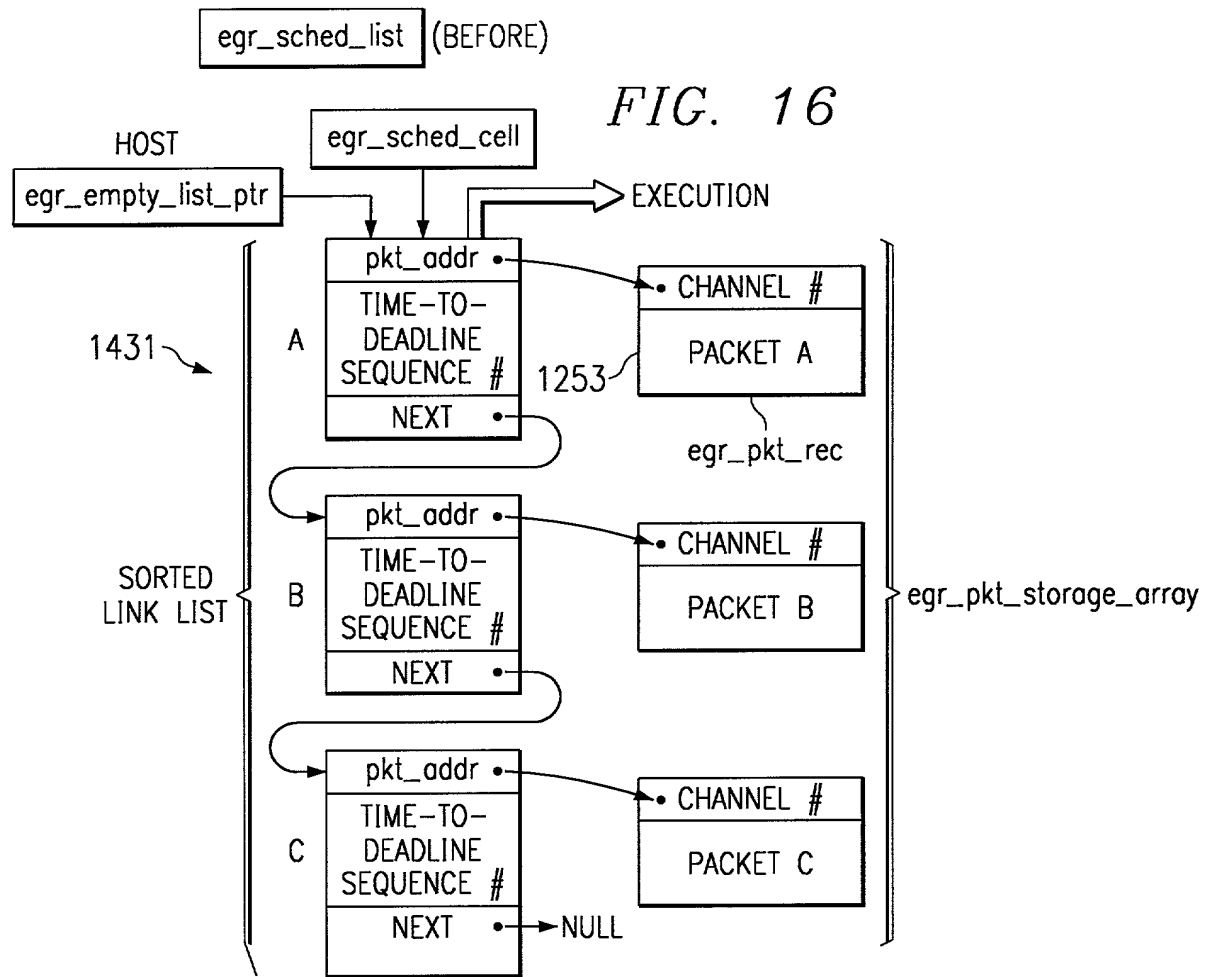 egr_sched_list (BEFORE)
FIG. 16
HOST
egr_sched_cell
egr_empty_list_ptr
EXECUTION
pkt_addr
CHANNEL #
TIME-TO-
DEADLINE
SEQUENCE #
A
1431
1253
PACKET A
NEXT
egr_pkt_rec
pkt_addr
CHANNEL #
TIME-TO-
DEADLINE
SEQUENCE #
SORTED
LINK LIST
B
PACKET B
egr_pkt_storage_array
NEXT
pkt_addr
CHANNEL #
TIME-TO-
DEADLINE
SEQUENCE #
C
PACKET C
NEXT
NULL